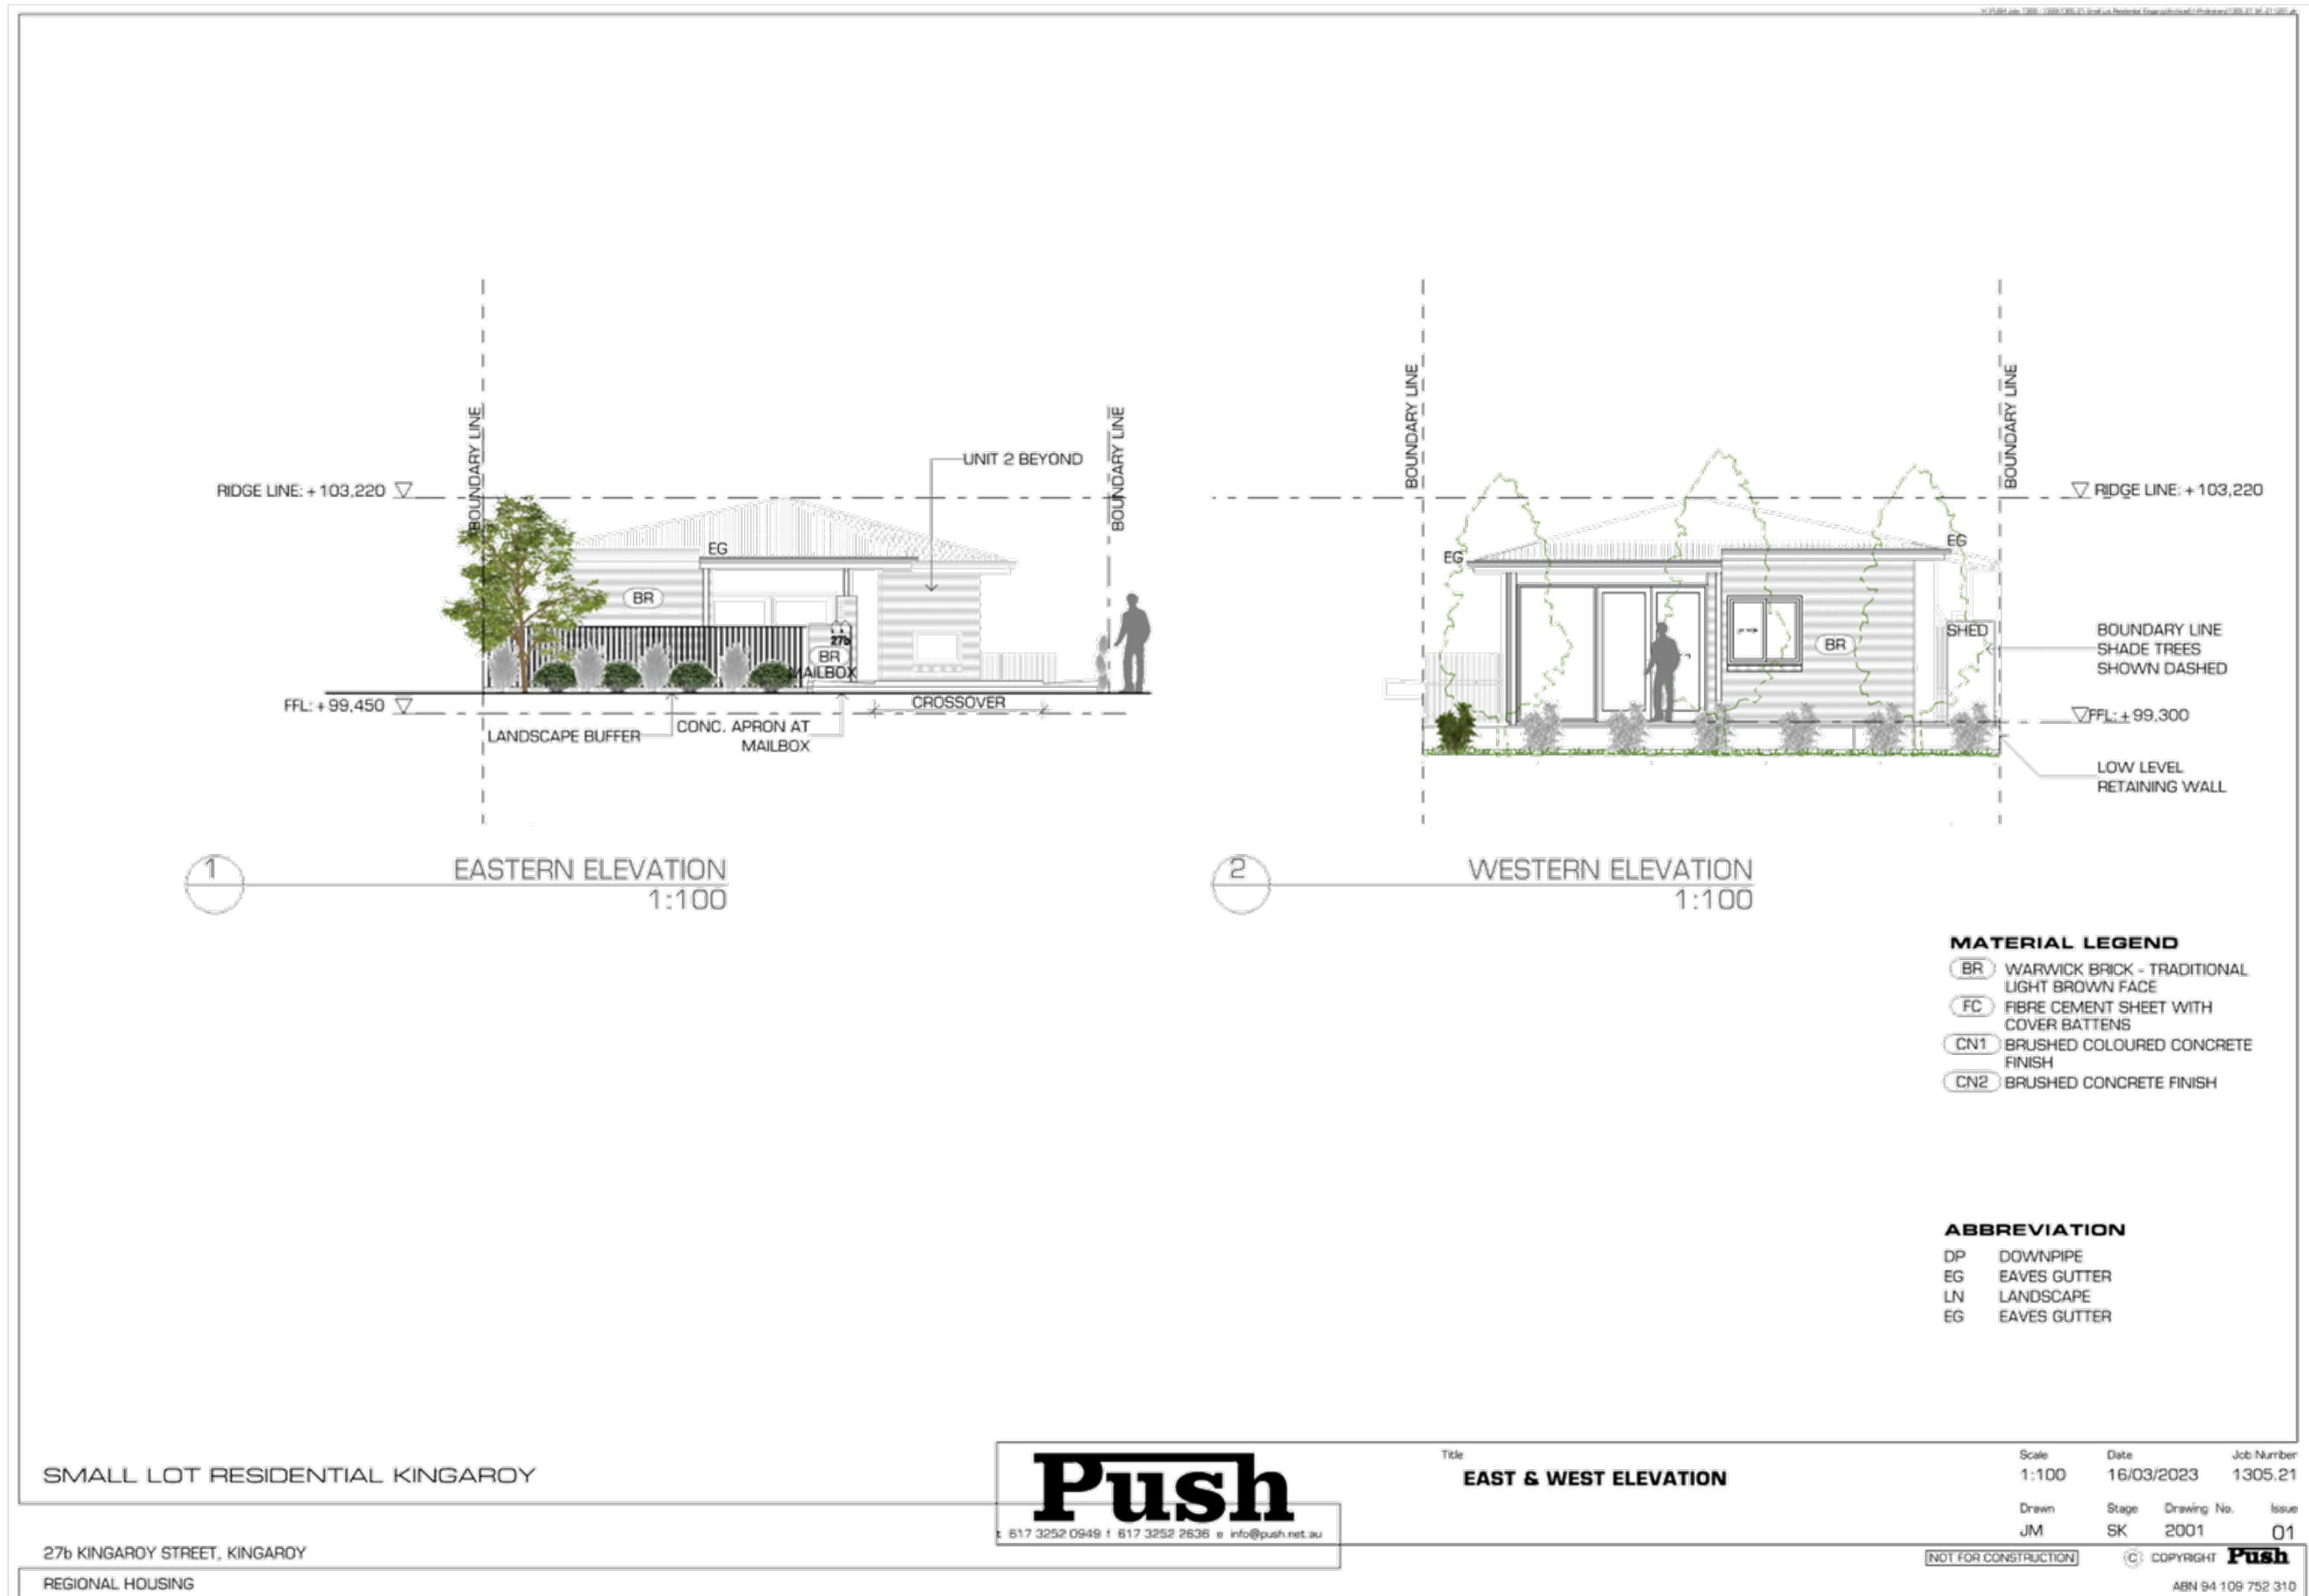 BOUNDARY LINE
BOUNDARY LINE
UNIT 2 BEYOND
RIDGE LINE: +103,220
EG
BR
27b
BR
MAILBOX
FFL: +99,450
CROSSOVER
LANDSCAPE BUFFER
CONC. APRON AT
MAILBOX
1
EASTERN ELEVATION
1:100
BOUNDARY LINE
BOUNDARY LINE
RIDGE LINE: +103,220
EG
EG
SHED
BR
BOUNDARY LINE
SHADE TREES
SHOWN DASHED
FFL: +99,300
LOW LEVEL
RETAINING WALL
2
WESTERN ELEVATION
1:100
MATERIAL LEGEND
BR WARWICK BRICK - TRADITIONAL
LIGHT BROWN FACE
FC FIBRE CEMENT SHEET WITH
COVER BATTENS
CN1 BRUSHED COLOURED CONCRETE
FINISH
CN2 BRUSHED CONCRETE FINISH
ABBREVIATION
DP DOWNPIPE
EG EAVES GUTTER
LN LANDSCAPE
EG EAVES GUTTER
SMALL LOT RESIDENTIAL KINGAROY
27b KINGAROY STREET, KINGAROY
REGIONAL HOUSING
Push
t 617 3252 0949 f 617 3252 2636 e info@push.net.au
Title
EAST & WEST ELEVATION
Scale Date Job Number
1:100 16/03/2023 1305.21
Drawn Stage Drawing No. Issue
JM SK 2001 01
NOT FOR CONSTRUCTION © COPYRIGHT Push
ABN 94 109 752 310